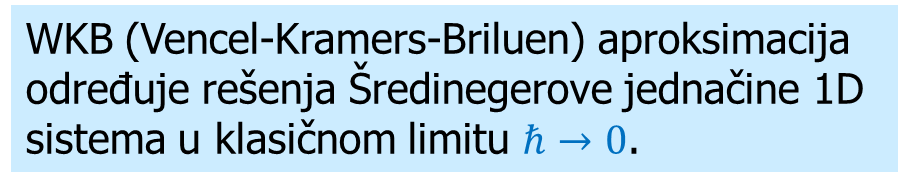 WKB (Vencel-Kramers-Briluen) aproksimacija
određuje rešenja Šredinegerove jednačine 1D
sistema u klasičnom limitu ℏ → 0.